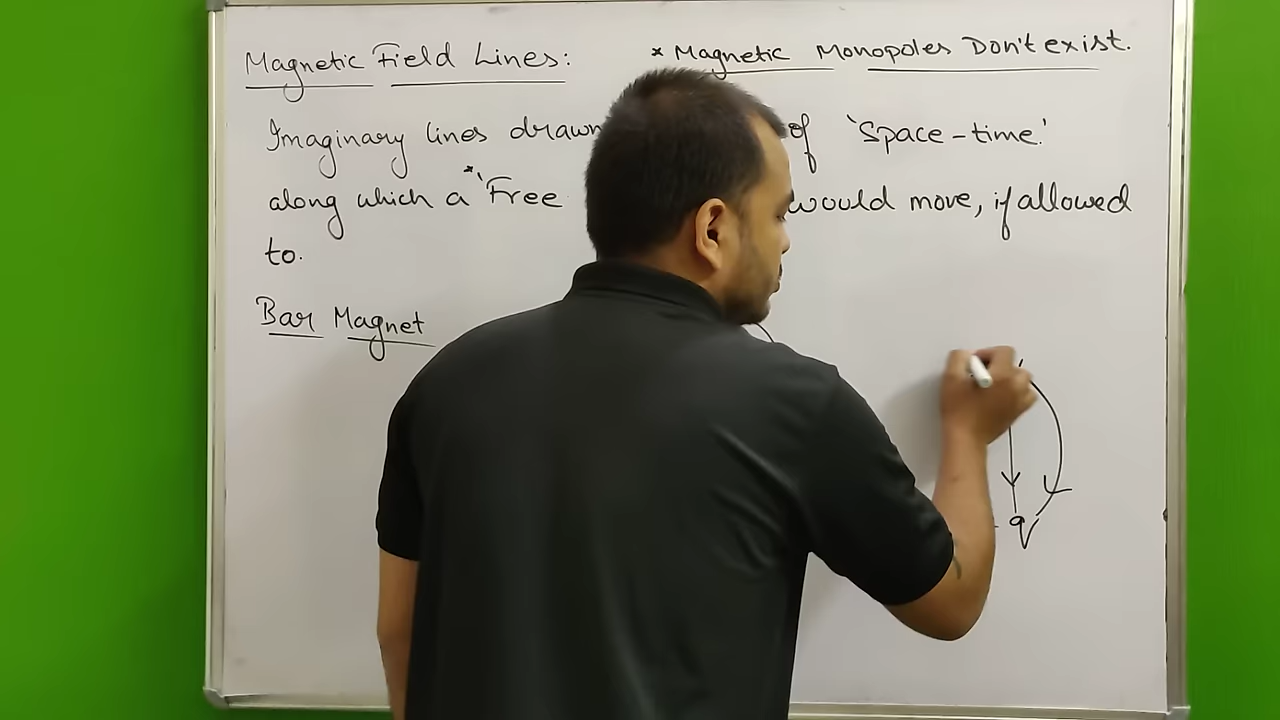 Magnetic Field Lines:
* Magnetic Monopoles Don't exist.
Imaginary lines drawn of 'Space-time.'
along which a *'Free would move, if allowed
to.
Bar Magnet
-q